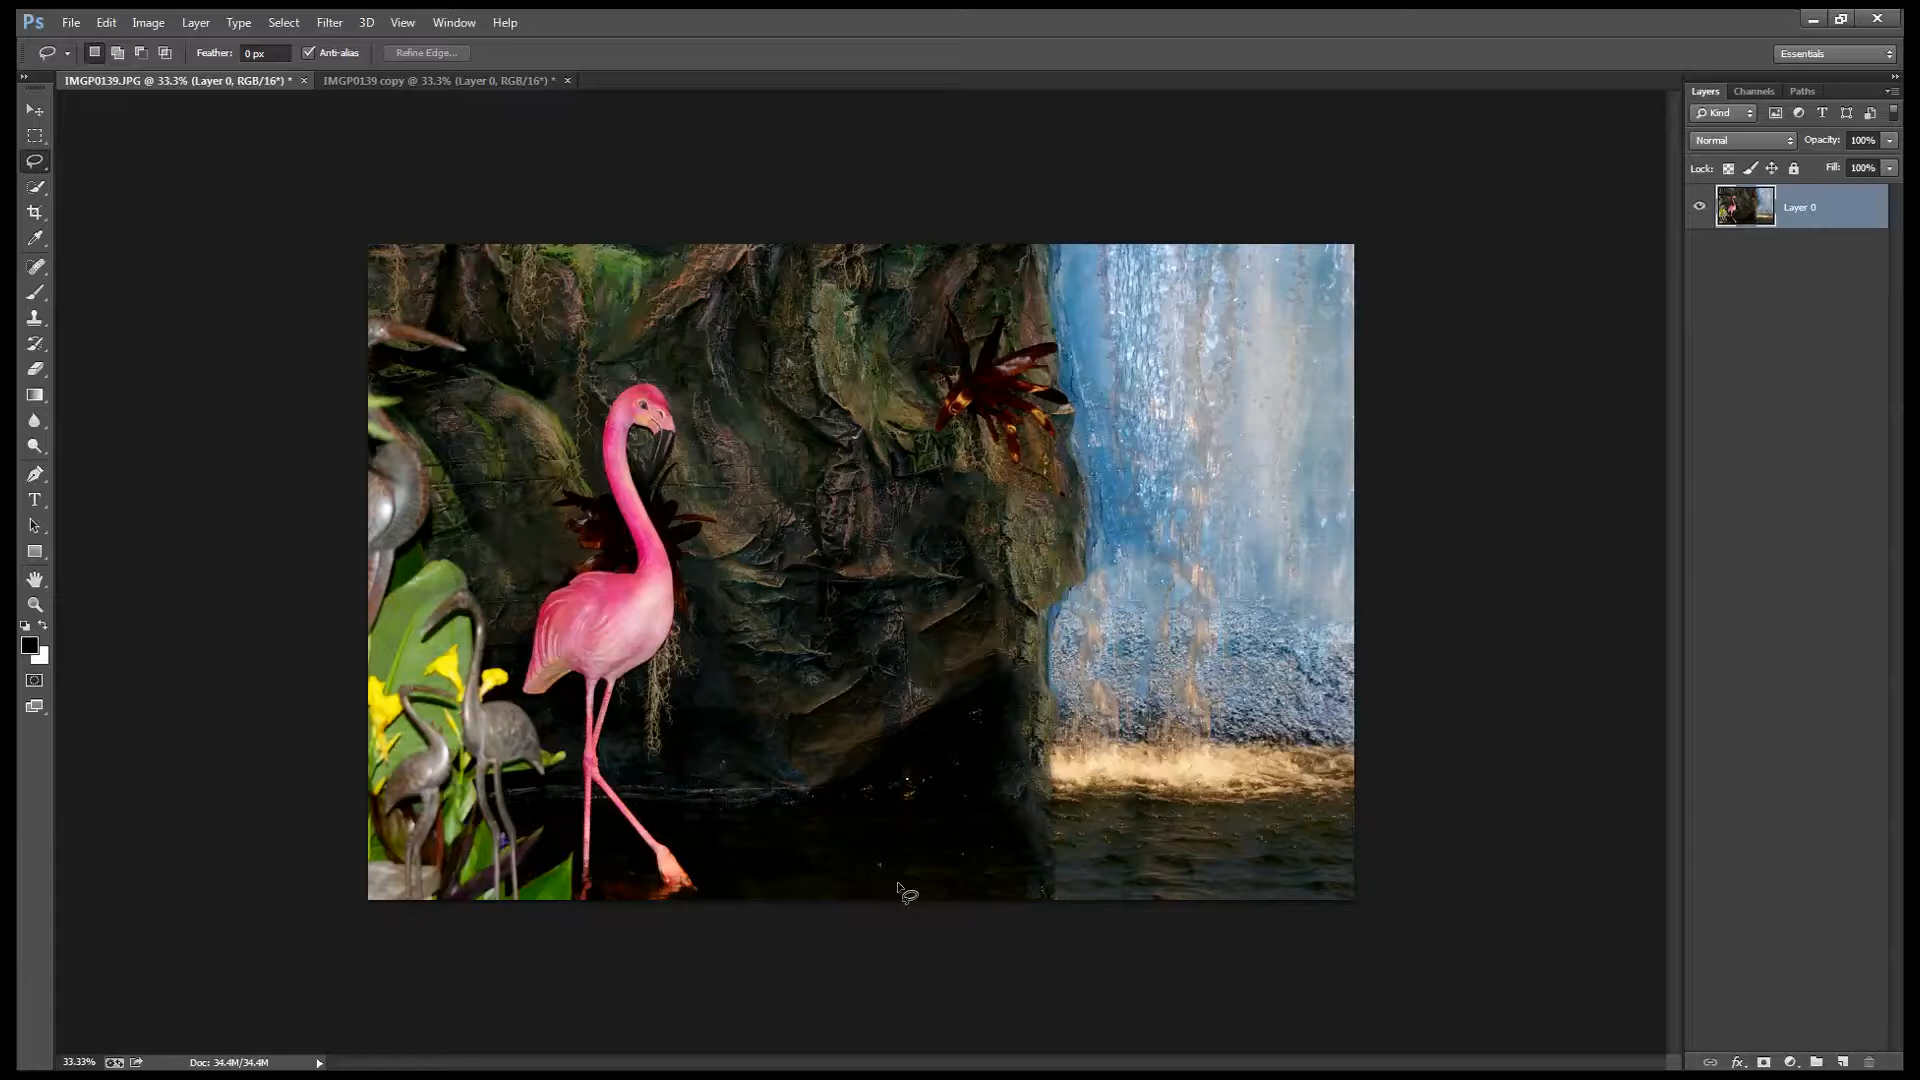 Ps File Edit Image Layer Type Select Filter 3D View Window Help
Feather: 0 px Anti-alias Refine Edge... Essentials
IMGP0139.JPG @ 33.3% (Layer 0, RGB/16*) * × IMGP0139 copy @ 33.3% (Layer 0, RGB/16*) * ×
Layers Channels Paths
Kind
Normal Opacity: 100%
Lock: Fill: 100%
Layer 0
33.33% Doc: 34.4M/34.4M